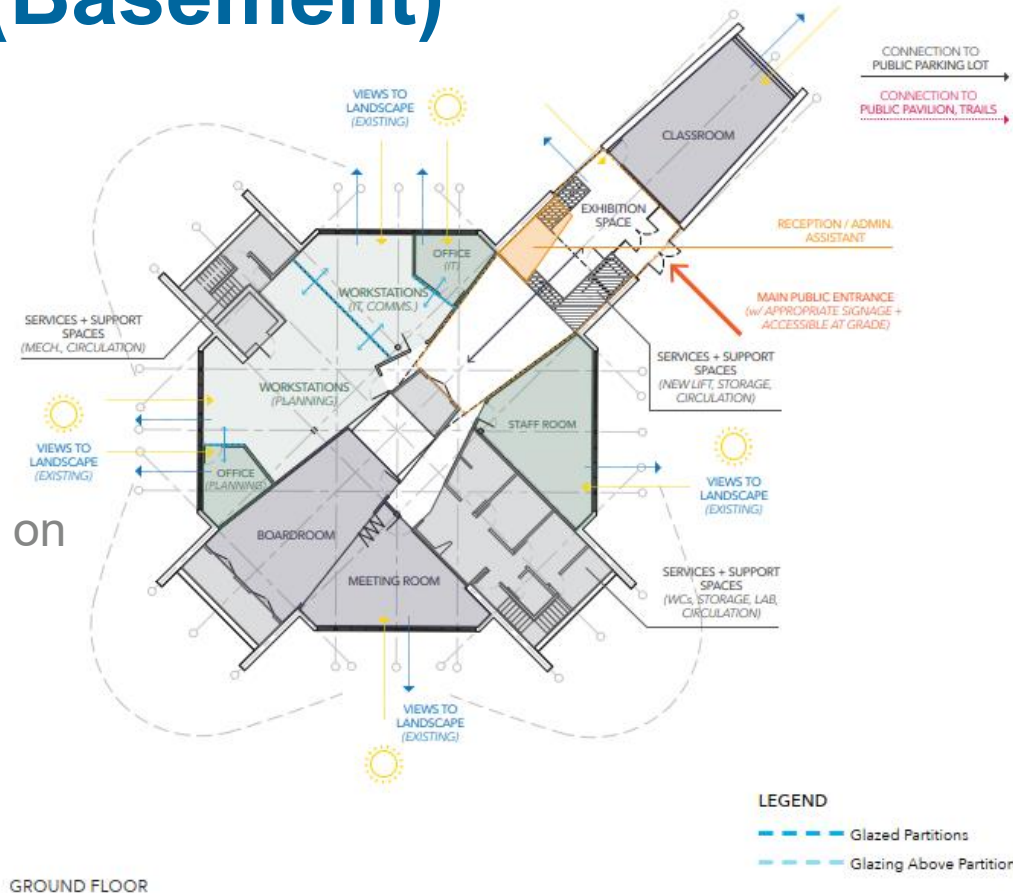 (Basement)
VIEWS TO
LANDSCAPE
(EXISTING)
CONNECTION TO
PUBLIC PARKING LOT
CONNECTION TO
PUBLIC PAVILION, TRAILS
CLASSROOM
EXHIBITION
SPACE
RECEPTION / ADMIN.
ASSISTANT
OFFICE
(IT)
WORKSTATIONS
(IT, COMMS.)
MAIN PUBLIC ENTRANCE
(w/ APPROPRIATE SIGNAGE +
ACCESSIBLE AT GRADE)
SERVICES + SUPPORT
SPACES
(MECH., CIRCULATION)
SERVICES + SUPPORT
SPACES
(NEW LIFT, STORAGE,
CIRCULATION)
WORKSTATIONS
(PLANNING)
STAFF ROOM
VIEWS TO
LANDSCAPE
(EXISTING)
OFFICE
(PLANNING)
VIEWS TO
LANDSCAPE
(EXISTING)
on
BOARDROOM
MEETING ROOM
SERVICES + SUPPORT
SPACES
(WCs, STORAGE, LAB,
CIRCULATION)
VIEWS TO
LANDSCAPE
(EXISTING)
LEGEND
Glazed Partitions
Glazing Above Partition
GROUND FLOOR